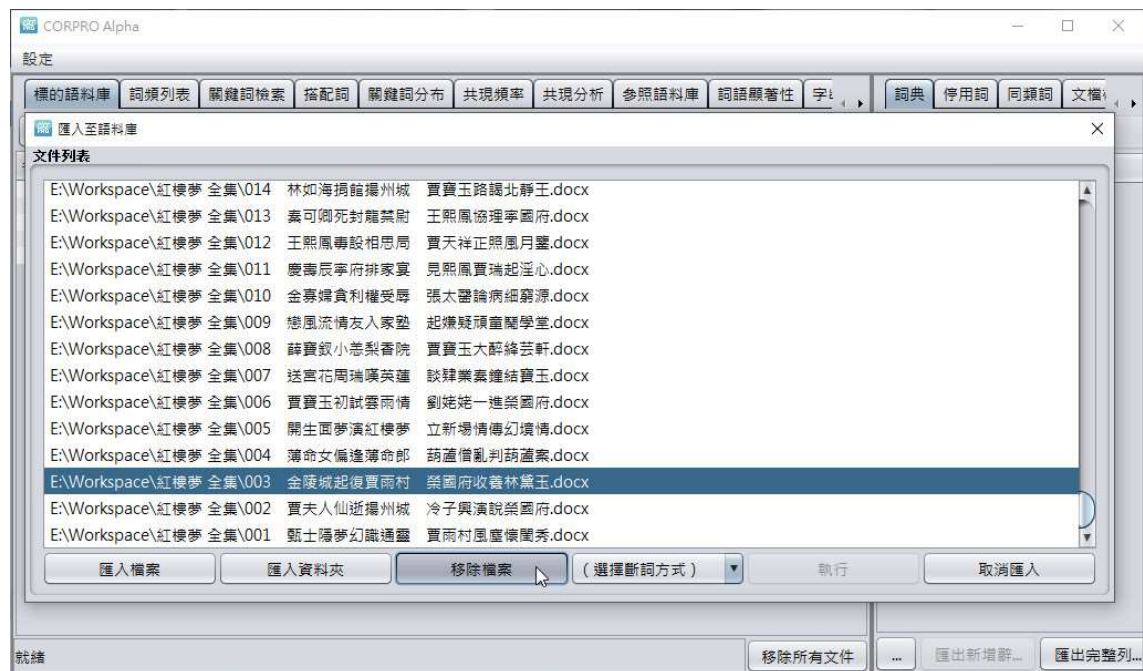 CORPRO Alpha
設定
標的語料庫 詞頻列表 關鍵詞檢索 搭配詞 關鍵詞分布 共現頻率 共現分析 參照語料庫 詞語顯著性 詞典 停用詞 同類詞
匯入至語料庫
文件列表
E:\Workspace\紅樓夢 全集\014 林如海捐館揚州城 賈寶玉路謁北靜王.docx
E:\Workspace\紅樓夢 全集\013 秦可卿死封龍禁尉 王熙鳳協理寧國府.docx
E:\Workspace\紅樓夢 全集\012 王熙鳳毒設相思局 賈天祥正照風月鑒.docx
E:\Workspace\紅樓夢 全集\011 慶壽辰寧府排家宴 見熙鳳賈瑞起淫心.docx
E:\Workspace\紅樓夢 全集\010 金寡婦貪利權受辱 張太醫論病細窮源.docx
E:\Workspace\紅樓夢 全集\009 戀風流情友入家塾 起嫌疑頑童鬧學堂.docx
E:\Workspace\紅樓夢 全集\008 薛寶釵小恙梨香院 賈寶玉大醉絳芸軒.docx
E:\Workspace\紅樓夢 全集\007 送宮花周瑞嘆英蓮 談肄業秦鐘結寶玉.docx
E:\Workspace\紅樓夢 全集\006 賈寶玉初試雲雨情 劉姥姥一進榮國府.docx
E:\Workspace\紅樓夢 全集\005 開生面夢演紅樓夢 立新場情傳幻境情.docx
E:\Workspace\紅樓夢 全集\004 薄命女偏逢薄命郎 葫蘆僧亂判葫蘆案.docx
E:\Workspace\紅樓夢 全集\003 金陵城起復賈雨村 榮國府收養林黛玉.docx
E:\Workspace\紅樓夢 全集\002 賈夫人仙逝揚州城 冷子興演說榮國府.docx
E:\Workspace\紅樓夢 全集\001 甄士隱夢幻識通靈 賈雨村風塵懷閨秀.docx
匯入檔案 匯入資料夾 移除檔案 (選擇斷詞方式) 執行 取消匯入
就緒 移除所有文件 ... 匯出新增辭... 匯出完整列...